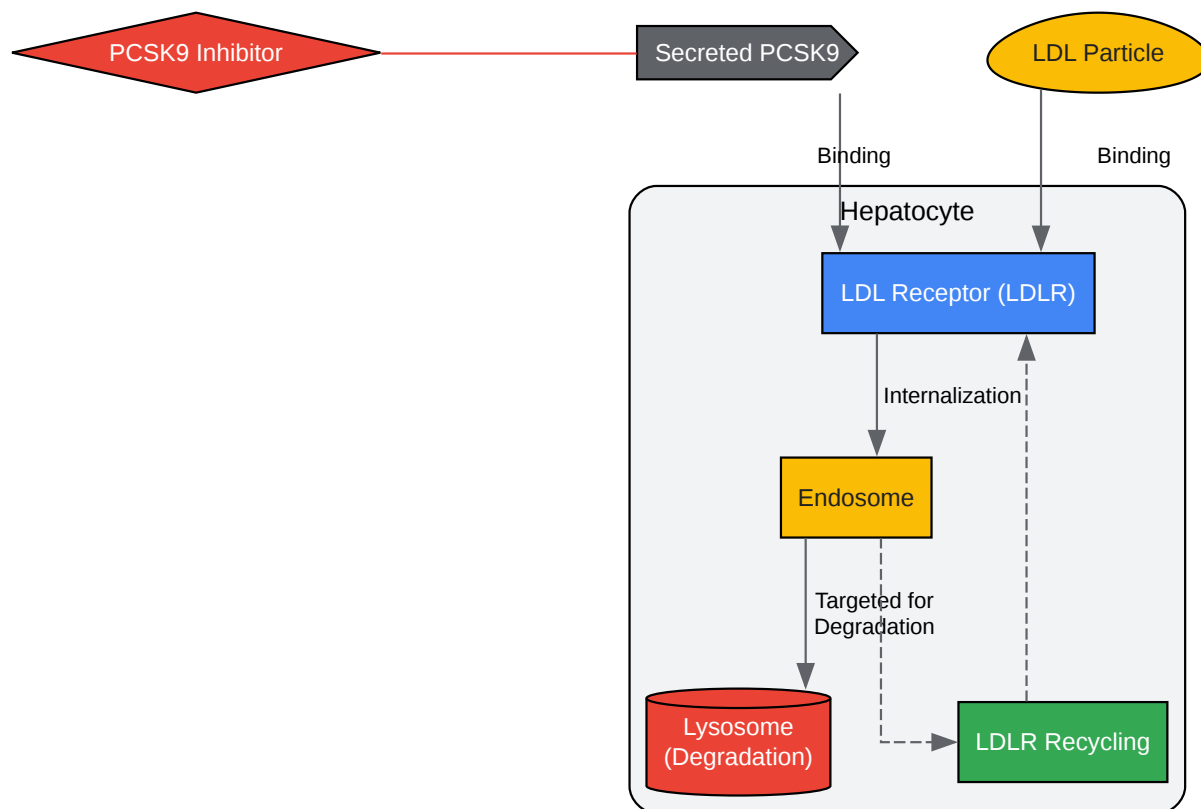 PCSK9 Inhibitor
Secreted PCSK9
LDL Particle
Binding
Binding
Hepatocyte
LDL Receptor (LDLR)
Internalization
Endosome
Targeted for
Degradation
Lysosome
(Degradation)
LDLR Recycling